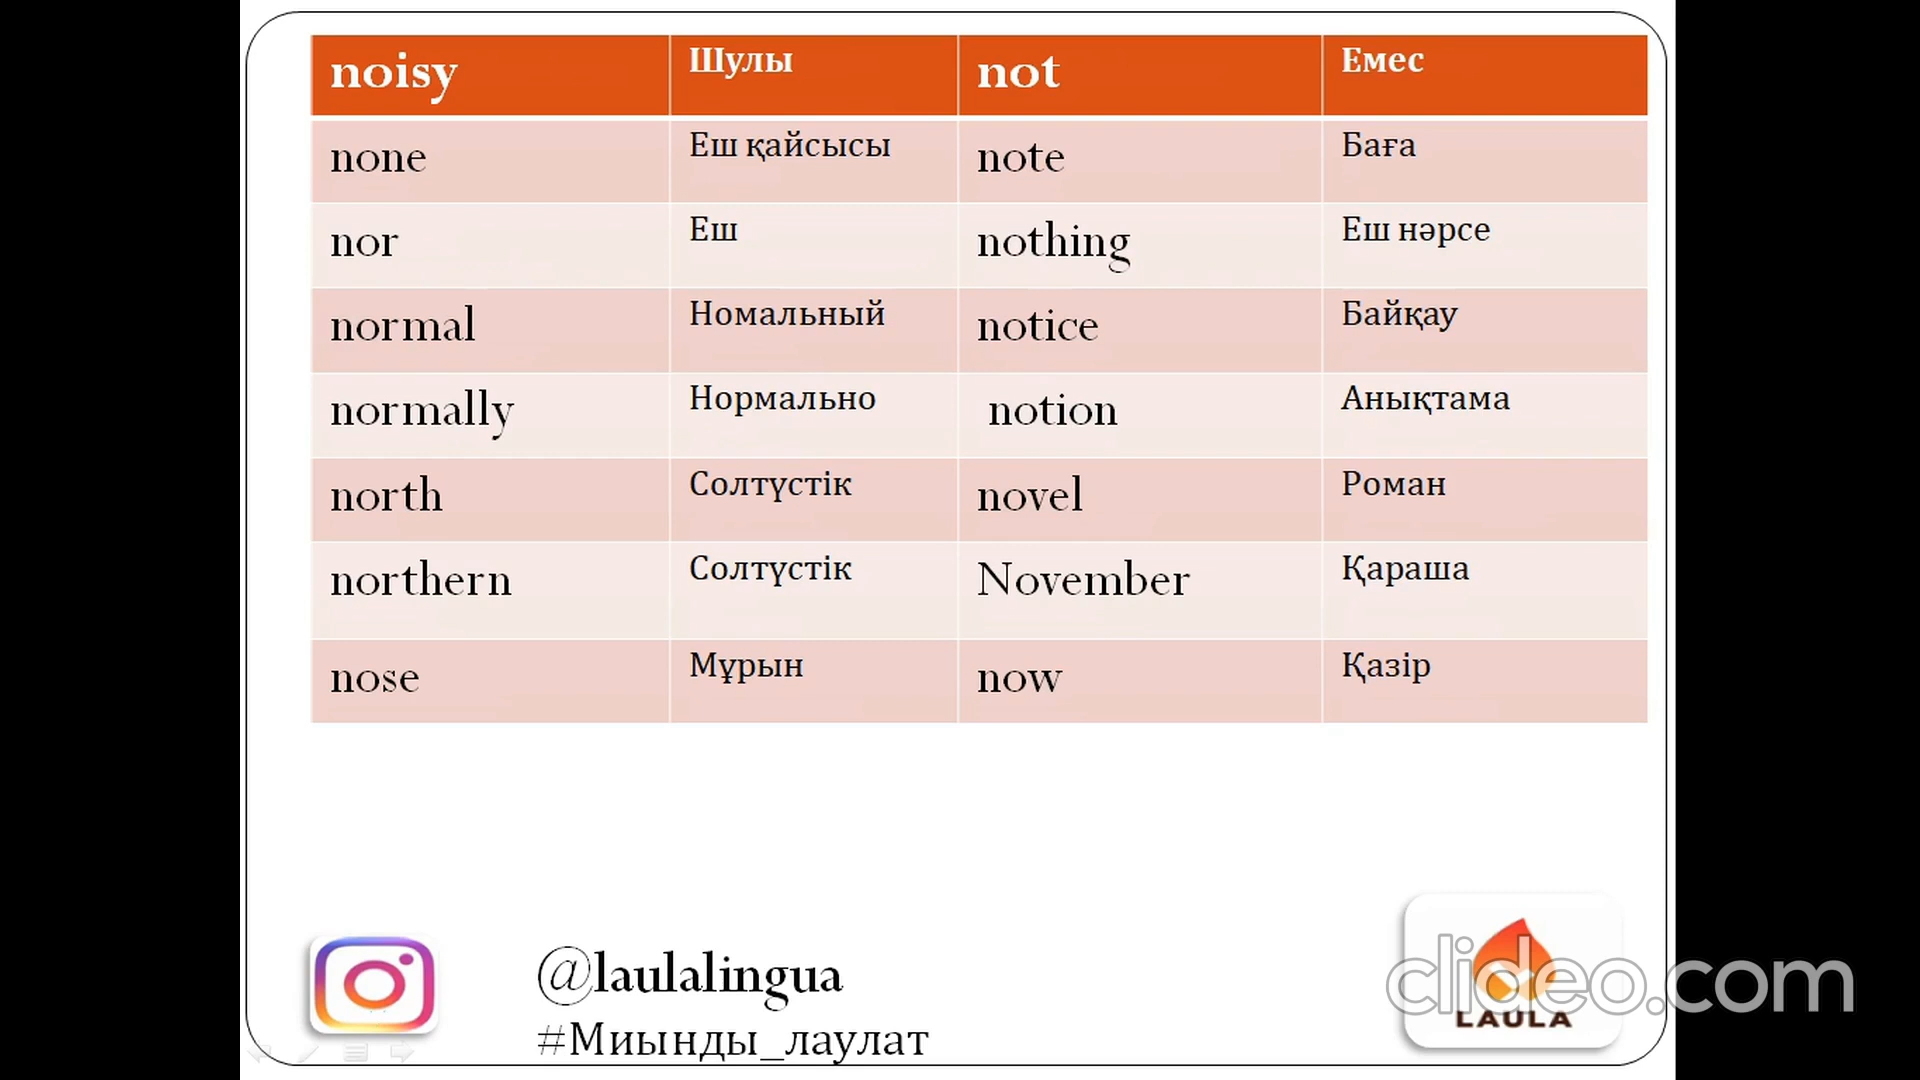 noisy Шулы not Емес
none Еш қайсысы note Баға
nor Еш nothing Еш нәрсе
normal Номальный notice Байқау
normally Нормально notion Анықтама
north Солтүстік novel Роман
northern Солтүстік November Қараша
nose Мұрын now Қазір
@laulalingua
#Миынды_лаулат
clideo.com
LAULA